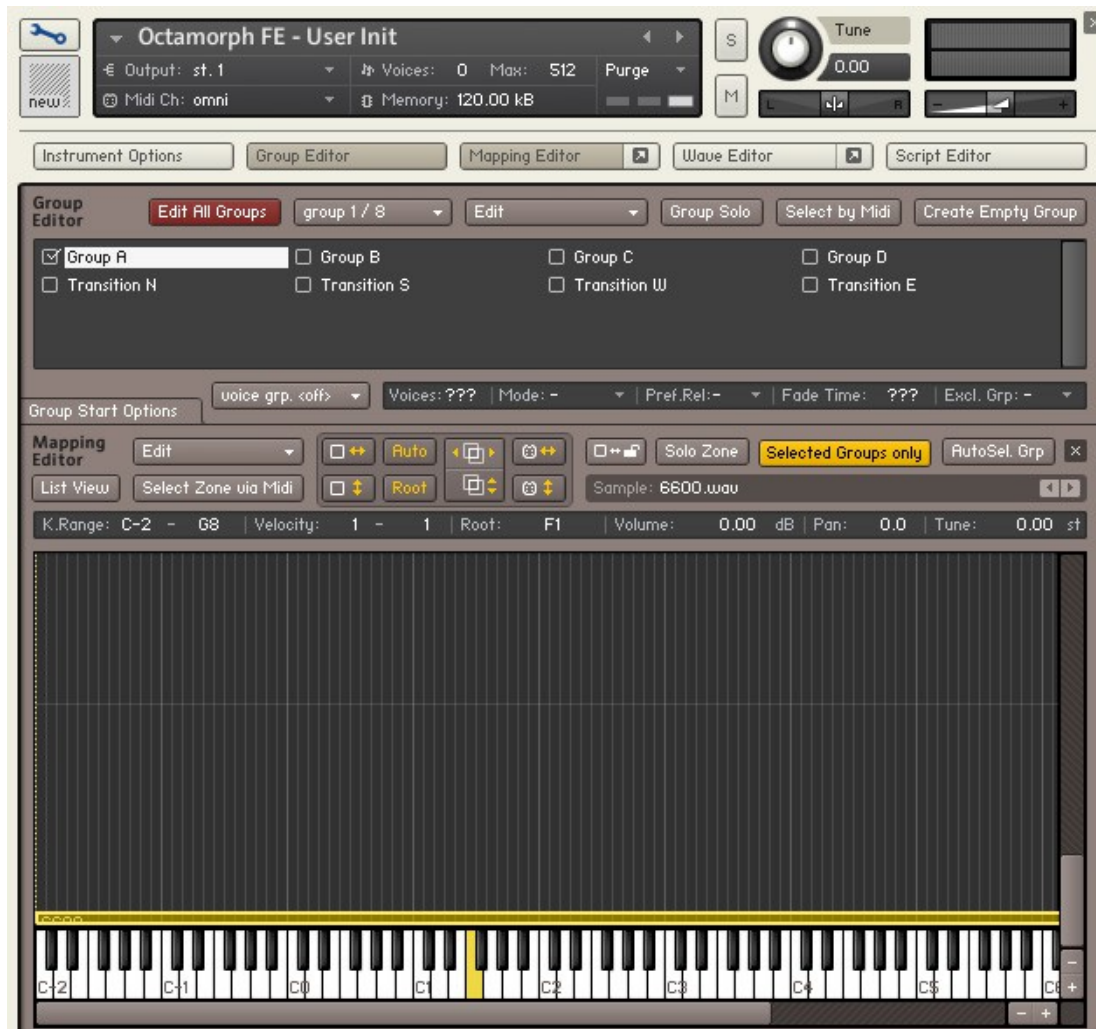 Octamorph FE - User Init
Output: st. 1 Voices: 0 Max: 512 Purge
Midi Ch: omni Memory: 120.00 kB
new
S
M
Tune
0.00
L R
- +
Instrument Options Group Editor Mapping Editor Wave Editor Script Editor
Group Editor Edit All Groups group 1 / 8 Edit Group Solo Select by Midi Create Empty Group
Group A Group B Group C Group D
Transition N Transition S Transition W Transition E
Group Start Options voice grp. <off> Voices: ??? | Mode: - | Pref.Rel:- | Fade Time: ??? | Excl. Grp: -
Mapping Editor Edit Auto Solo Zone Selected Groups only AutoSel. Grp ×
List View Select Zone via Midi Root Sample: 6600.wav
K.Range: C-2 - G8 | Velocity: 1 - 1 | Root: F1 | Volume: 0.00 dB | Pan: 0.0 | Tune: 0.00 st
6600
C-2 C-1 C0 C1 C2 C3 C4 C5
- +
- +